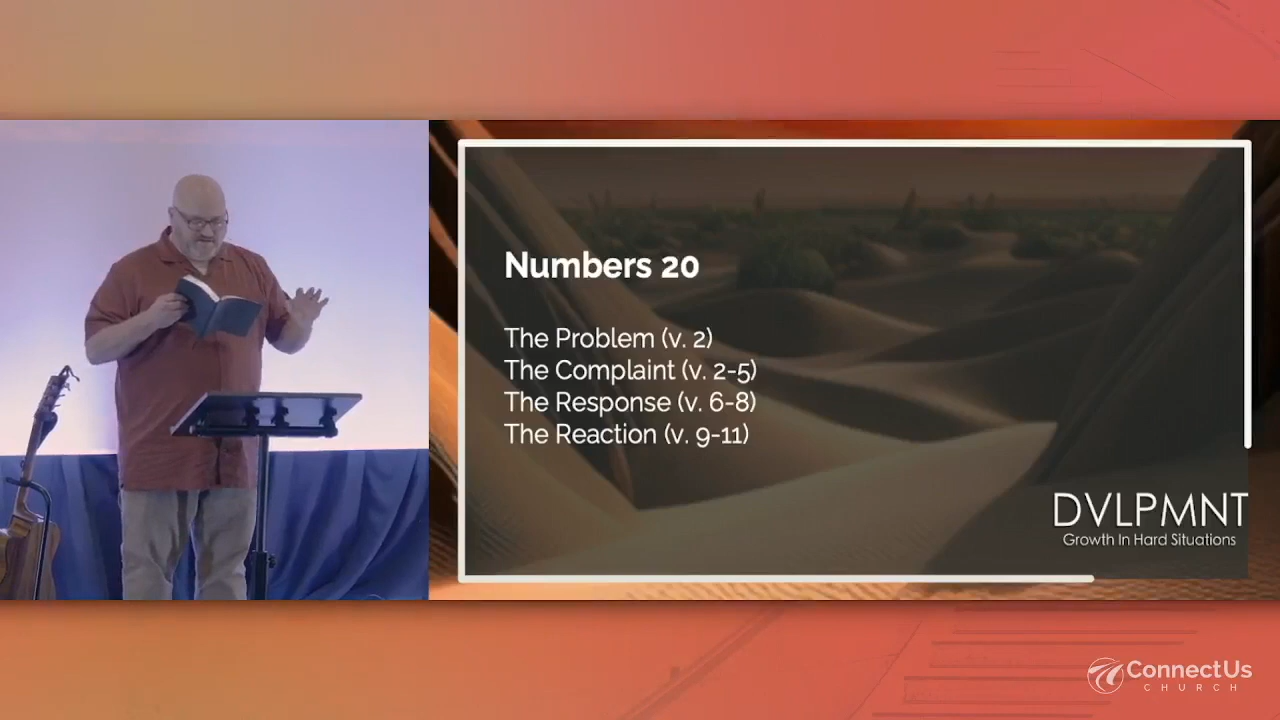 Numbers 20
The Problem (v. 2)
The Complaint (v. 2-5)
The Response (v. 6-8)
The Reaction (v. 9-11)
DVLPMNT
Growth In Hard Situations
ConnectUs
CHURCH